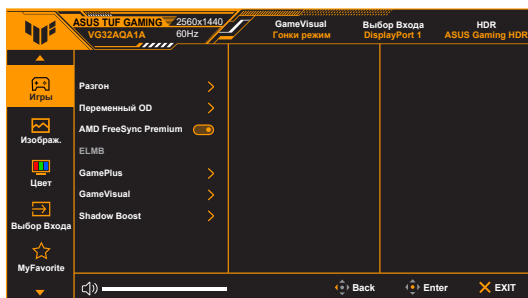 ASUS TUF GAMING 2560x1440 GameVisual Выбор Входа HDR
VG32AQA1A 60Hz Гонки режим DisplayPort 1 ASUS Gaming HDR
Игры
Изображ.
Цвет
Выбор Входа
MyFavorite
Разгон
Переменный OD
AMD FreeSync Premium
ELMB
GamePlus
GameVisual
Shadow Boost
Back Enter EXIT